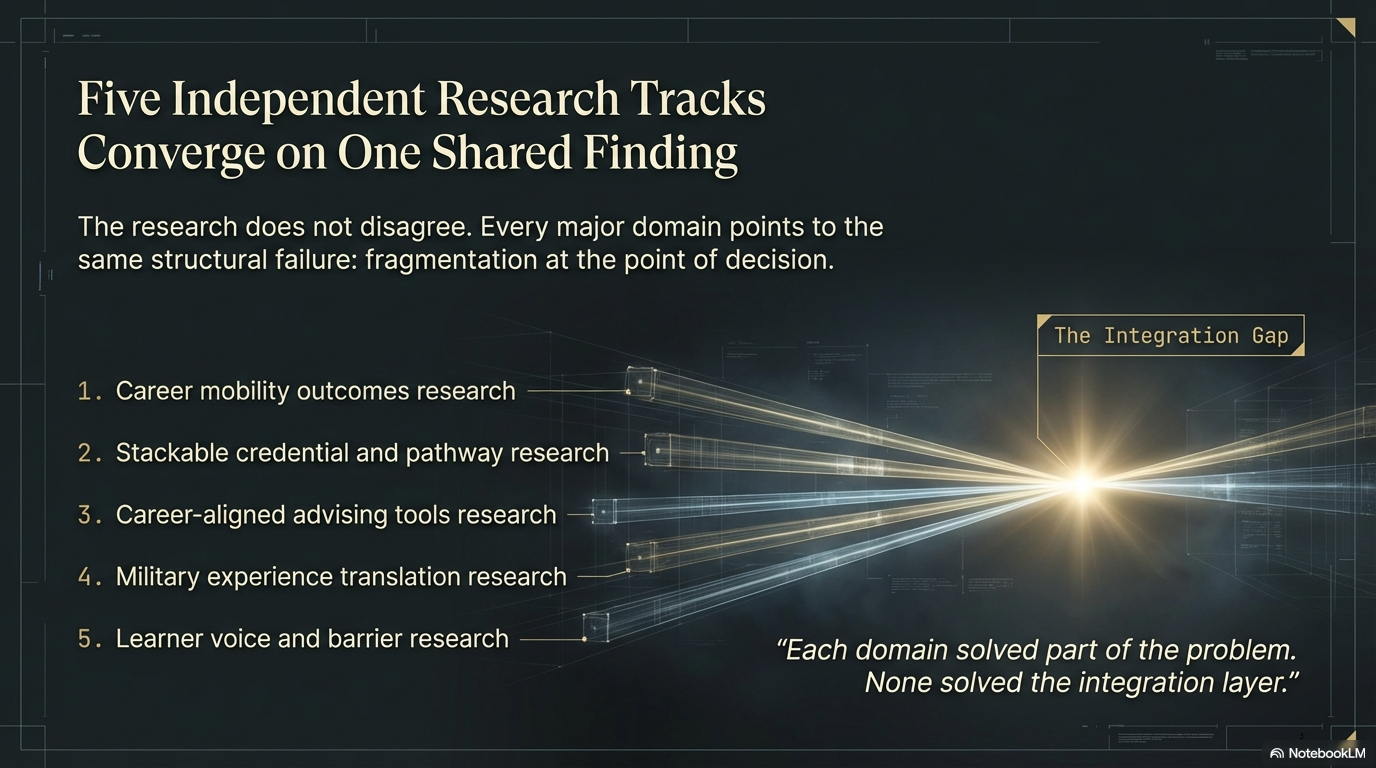 Five Independent Research Tracks
Converge on One Shared Finding
The research does not disagree. Every major domain points to the
same structural failure: fragmentation at the point of decision.
The Integration Gap
1. Career mobility outcomes research
2. Stackable credential and pathway research
3. Career-aligned advising tools research
4. Military experience translation research
5. Learner voice and barrier research
“Each domain solved part of the problem.
None solved the integration layer.”
NotebookLM